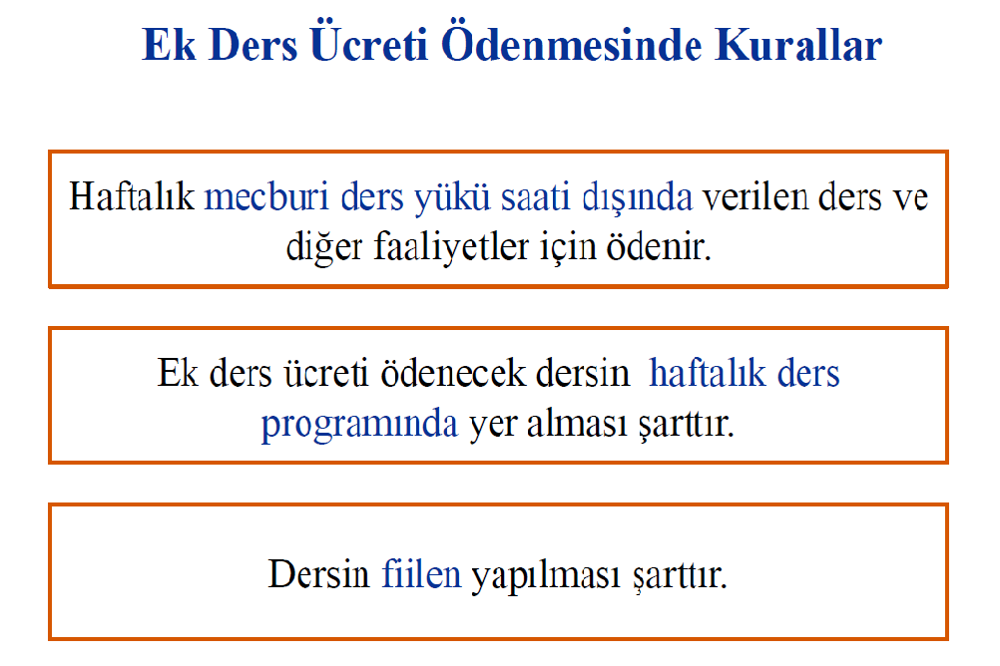 Ek Ders Ücreti Ödenmesinde Kurallar
Haftalık mecburi ders yükü saati dışında verilen ders ve
diğer faaliyetler için ödenir.
Ek ders ücreti ödenecek dersin haftalık ders
programında yer alması şarttır.
Dersin fiilen yapılması şarttır.